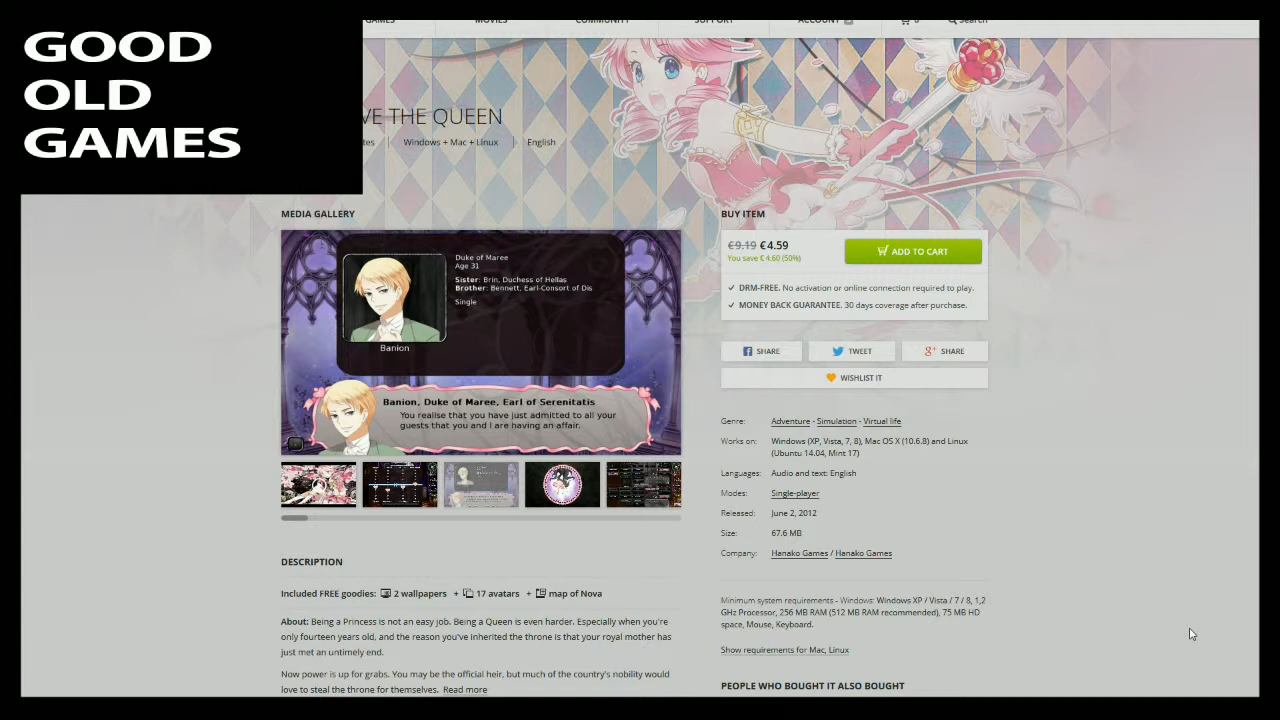 GOOD
OLD
GAMES
GAMES MOVIES COMMUNITY SUPPORT ACCOUNT Search
VE THE QUEEN
tes Windows + Mac + Linux English
MEDIA GALLERY
Duke of Maree
Age 31
Sister: Brin, Duchess of Hellas
Brother: Bennett, Earl-Consort of Dis
Single
Banion
Banion, Duke of Maree, Earl of Serenitatis
You realise that you have just admitted to all your
guests that you and I are having an affair.
DESCRIPTION
Included FREE goodies: 2 wallpapers + 17 avatars + map of Nova
About: Being a Princess is not an easy job. Being a Queen is even harder. Especially when you're
only fourteen years old, and the reason you've inherited the throne is that your royal mother has
just met an untimely end.
Now power is up for grabs. You may be the official heir, but much of the country's nobility would
love to steal the throne for themselves. Read more
BUY ITEM
€9.19 €4.59
You save € 4.60 (50%)
ADD TO CART
DRM-FREE. No activation or online connection required to play.
MONEY BACK GUARANTEE. 30 days coverage after purchase.
SHARE TWEET SHARE
WISHLIST IT
Genre: Adventure - Simulation - Virtual life
Works on: Windows (XP, Vista, 7, 8), Mac OS X (10.6.8) and Linux
(Ubuntu 14.04, Mint 17)
Languages: Audio and text: English
Modes: Single-player
Released: June 2, 2012
Size: 67.6 MB
Company: Hanako Games / Hanako Games
Minimum system requirements - Windows: Windows XP / Vista / 7 / 8, 1,2
GHz Processor, 256 MB RAM (512 MB RAM recommended), 75 MB HD
space, Mouse, Keyboard.
Show requirements for Mac, Linux
PEOPLE WHO BOUGHT IT ALSO BOUGHT